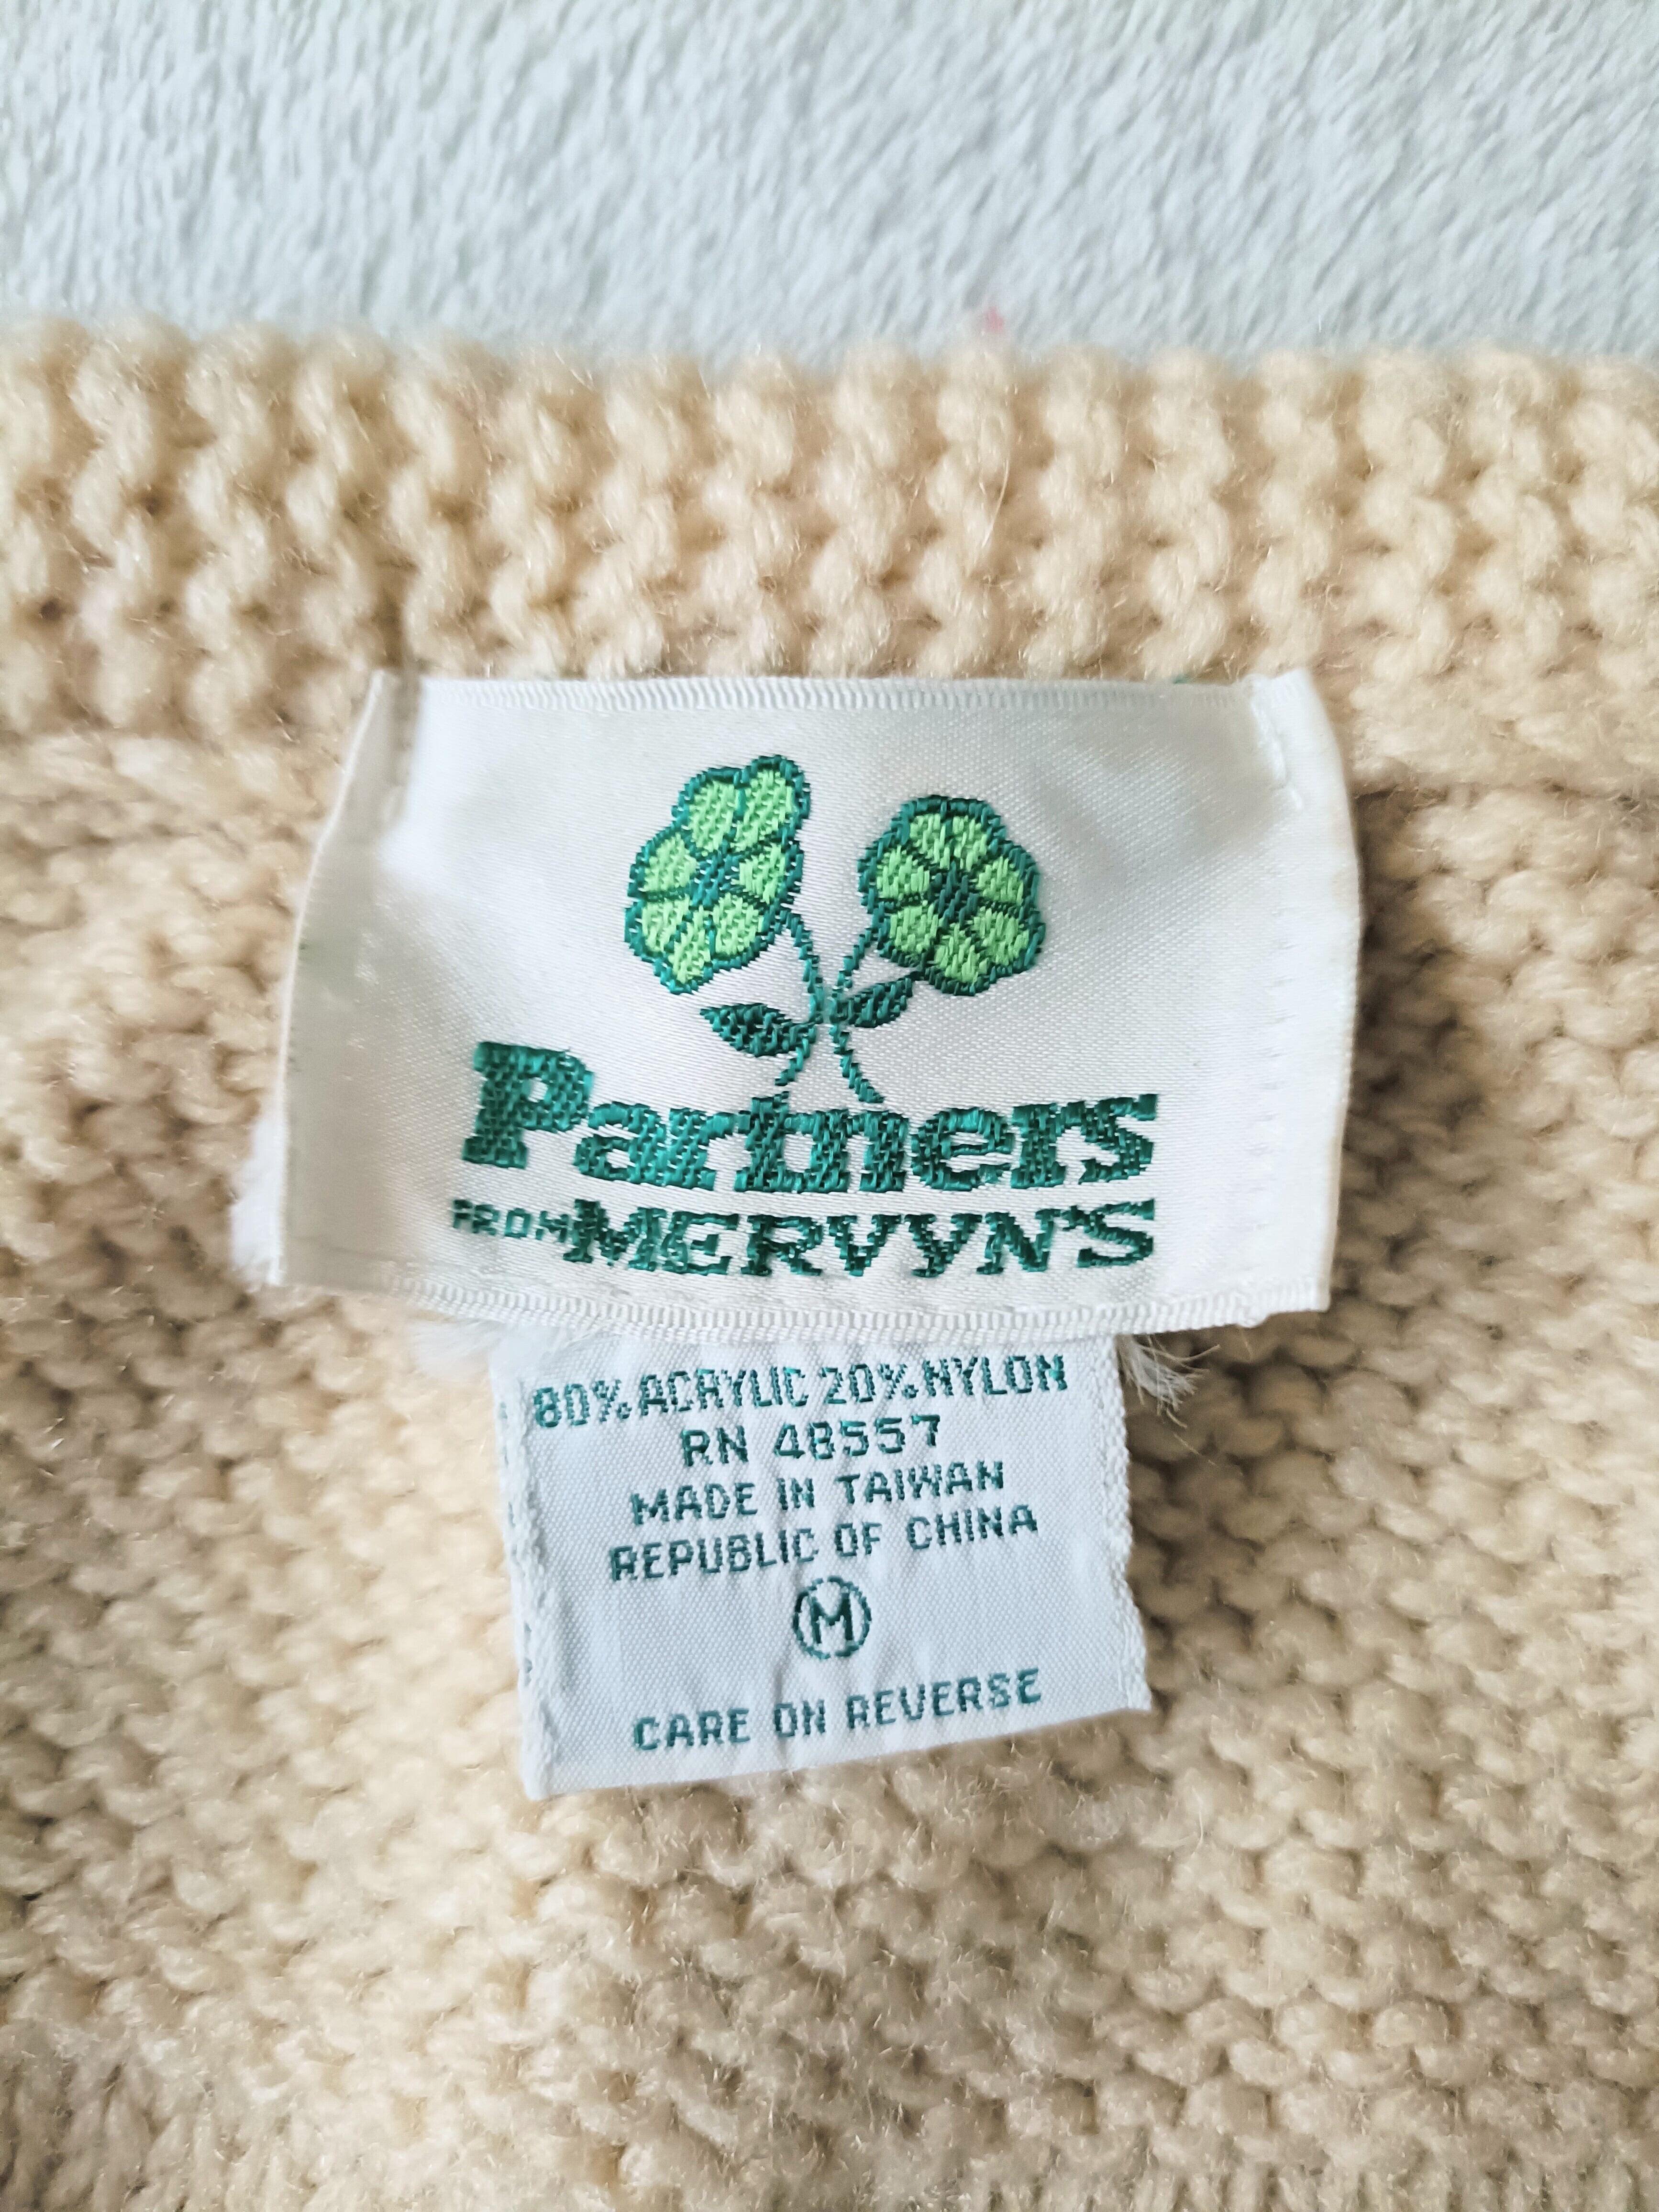 Partners
FROM MERVYN'S
80% ACRYLIC 20% NYLON
RN 48557
MADE IN TAIWAN
REPUBLIC OF CHINA
M
CARE ON REVERSE